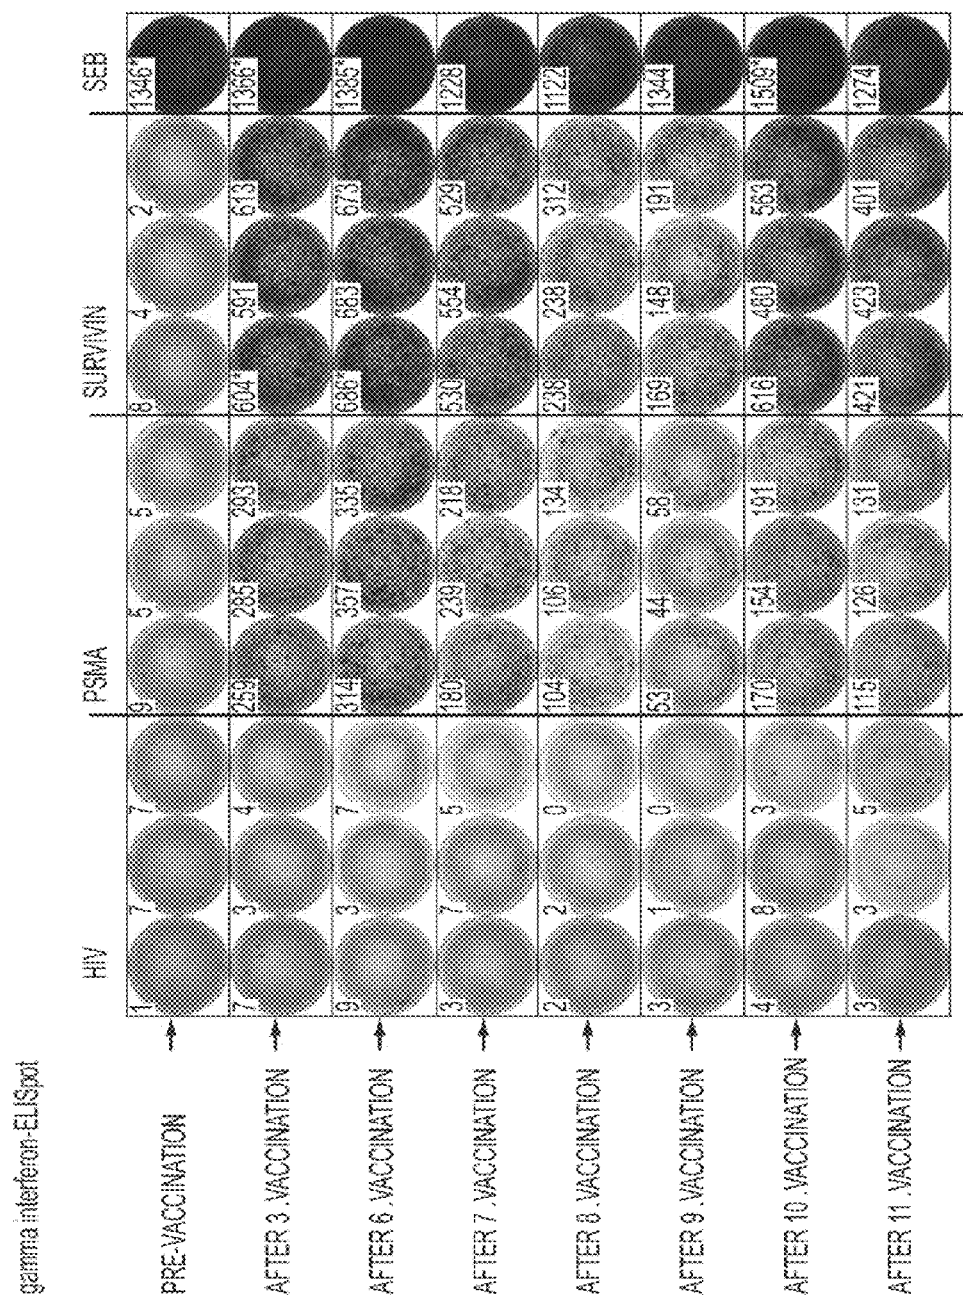 gamma interferon-ELISpot
HIV PSMA SURVIVIN SEB
PRE-VACCINATION 1 7 7 9 5 5 8 4 2 1346*
AFTER 3 .VACCINATION 7 3 4 259 285 293 604* 591 613 1366*
AFTER 6 .VACCINATION 9 3 7 314 357 335 686* 683 673 1385*
AFTER 7 .VACCINATION 3 7 5 180 239 218 530 554 529 1228
AFTER 8 .VACCINATION 2 2 0 104 106 134 238 238 312 1122
AFTER 9 .VACCINATION 3 1 0 53 44 68 169 148 191 1344
AFTER 10 .VACCINATION 4 8 3 170 154 191 616 480 563 1509*
AFTER 11 .VACCINATION 3 3 5 115 126 131 421 423 401 1274